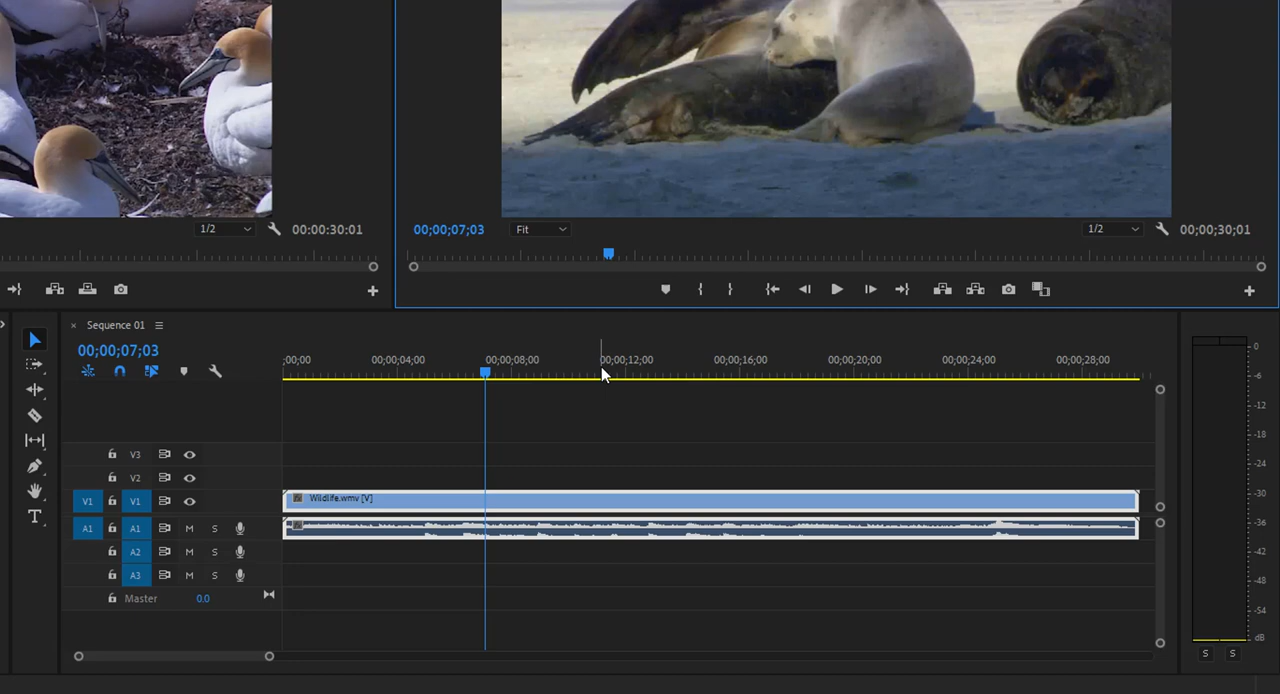 1/2
00:00:30:01
00;00;07;03
Fit
1/2
00;00;30;01
Sequence 01
00;00;07;03
;00;00
00;00;04;00
00;00;08;00
00;00;12;00
00;00;16;00
00;00;20;00
00;00;24;00
00;00;28;00
V3
V2
V1
V1
Wildlife.wmv [V]
A1
A1
M
S
A2
M
S
A3
M
S
Master
0.0
T
0
-6
-12
-18
-24
-30
-36
-42
-48
-54
dB
S
S